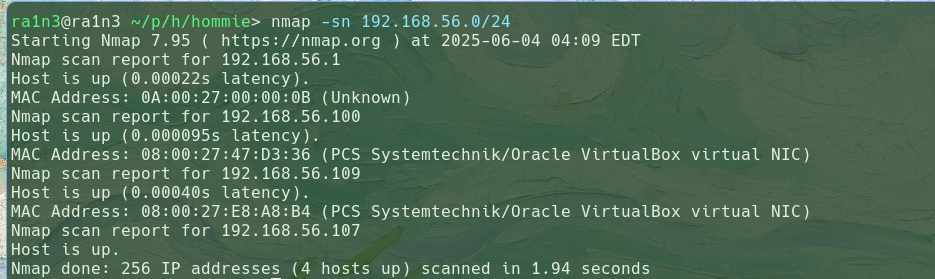 ra1n3@ra1n3 ~/p/h/hommie> nmap -sn 192.168.56.0/24
Starting Nmap 7.95 ( https://nmap.org ) at 2025-06-04 04:09 EDT
Nmap scan report for 192.168.56.1
Host is up (0.00022s latency).
MAC Address: 0A:00:27:00:00:0B (Unknown)
Nmap scan report for 192.168.56.100
Host is up (0.000095s latency).
MAC Address: 08:00:27:47:D3:36 (PCS Systemtechnik/Oracle VirtualBox virtual NIC)
Nmap scan report for 192.168.56.109
Host is up (0.00040s latency).
MAC Address: 08:00:27:E8:A8:B4 (PCS Systemtechnik/Oracle VirtualBox virtual NIC)
Nmap scan report for 192.168.56.107
Host is up.
Nmap done: 256 IP addresses (4 hosts up) scanned in 1.94 seconds